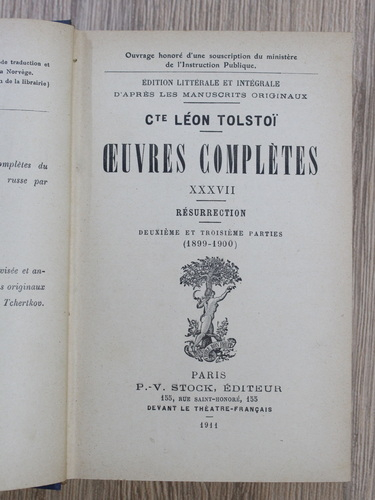 de traduction et
a Norvège.
n de la librairie)
omplètes du
russe par
visée et an-
s originaux
Tchertkov.
Ouvrage honoré d'une souscription du ministère
de l'Instruction Publique.
ÉDITION LITTÉRALE ET INTÉGRALE
D'APRÈS LES MANUSCRITS ORIGINAUX
CTE LÉON TOLSTOÏ
ŒUVRES COMPLÈTES
XXXVII
RÉSURRECTION
DEUXIÈME ET TROISIÈME PARTIES
(1899-1900)
PARIS
P.-V. STOCK, ÉDITEUR
155, RUE SAINT-HONORÉ, 155
DEVANT LE THÉATRE-FRANÇAIS
1911